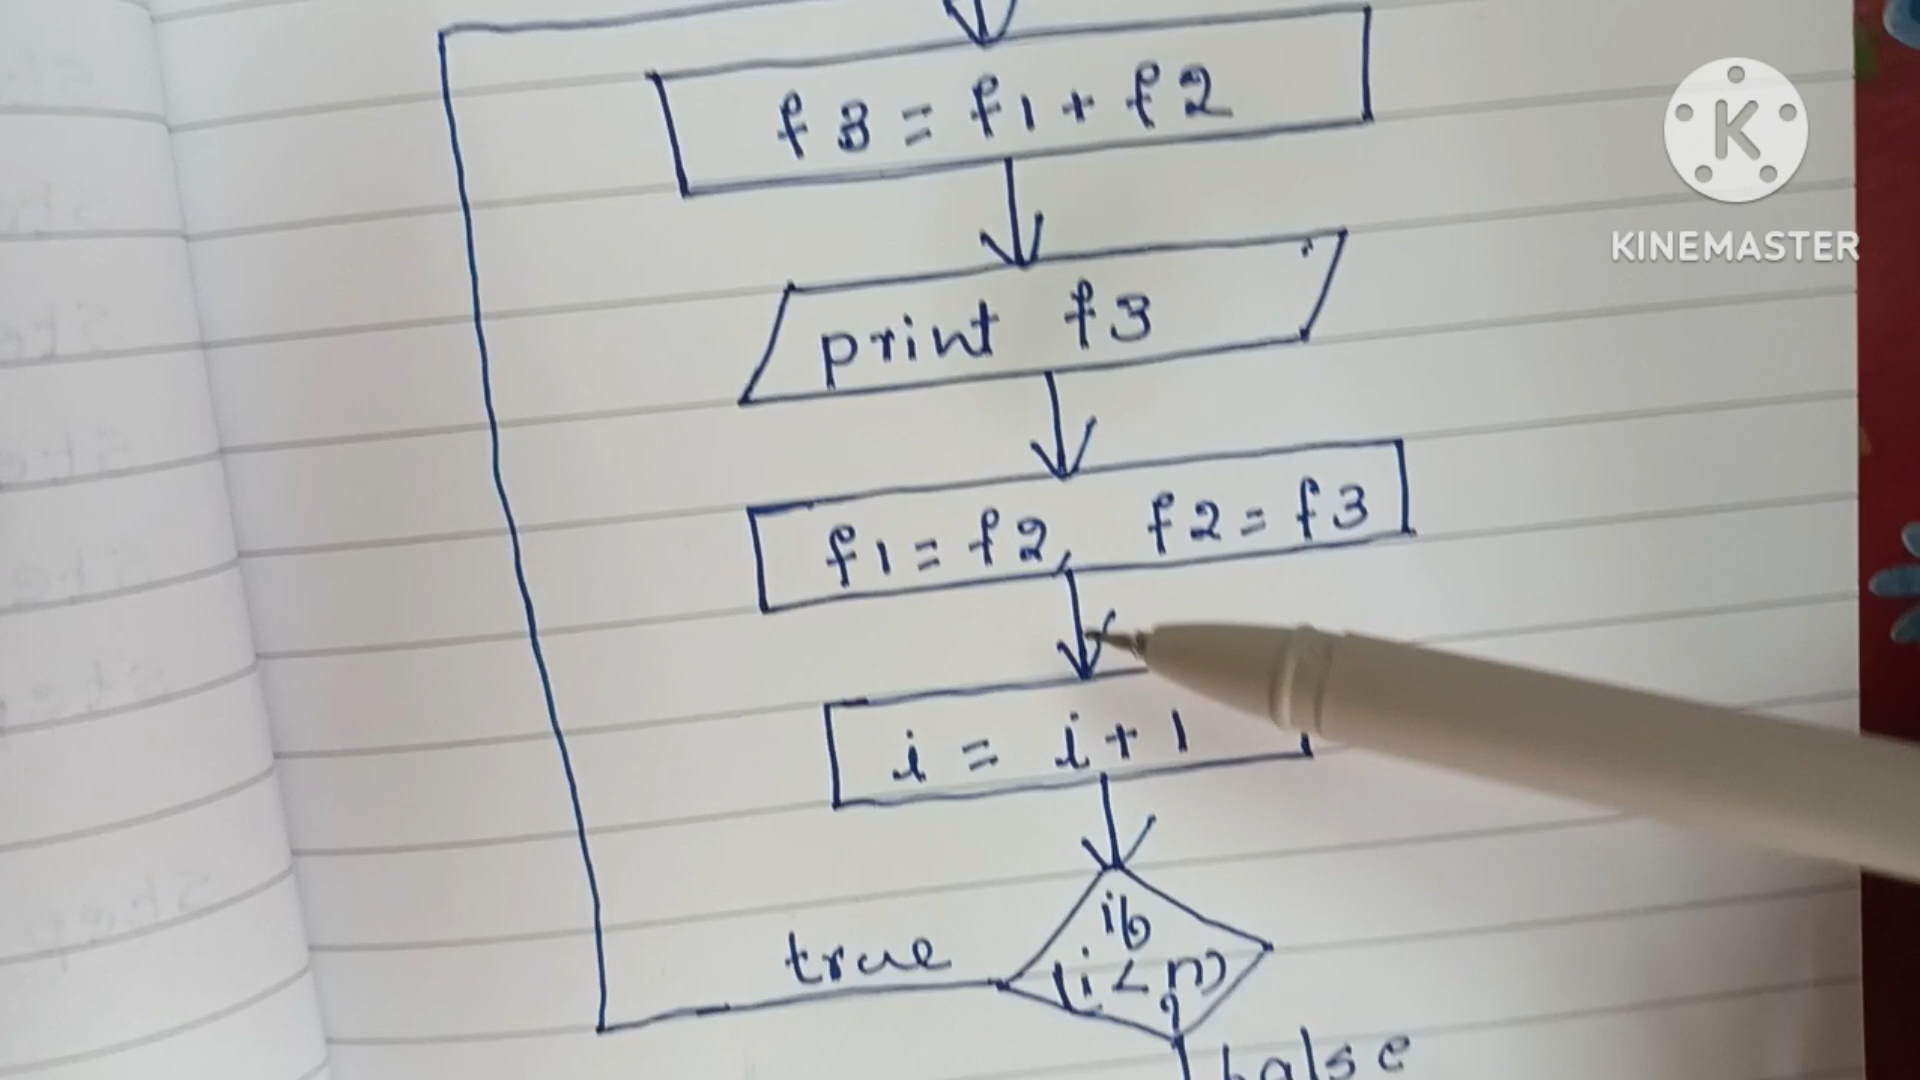 f3 = f1 + f2
K
KINEMASTER
print f3
f1 = f2, f2 = f3
i = i + 1
if
true
(i < n)
?
false